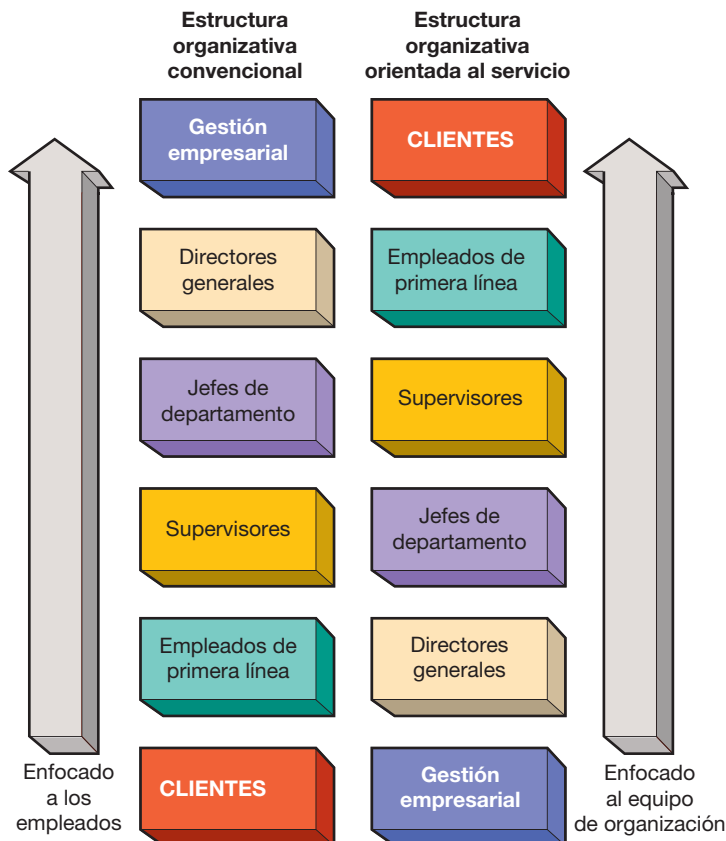 Estructura
organizativa
convencional
Estructura
organizativa
orientada al servicio
Gestión
empresarial
CLIENTES
Directores
generales
Empleados de
primera línea
Jefes de
departamento
Supervisores
Supervisores
Jefes de
departamento
Empleados de
primera línea
Directores
generales
CLIENTES
Gestión
empresarial
Enfocado
a los
empleados
Enfocado
al equipo
de organización